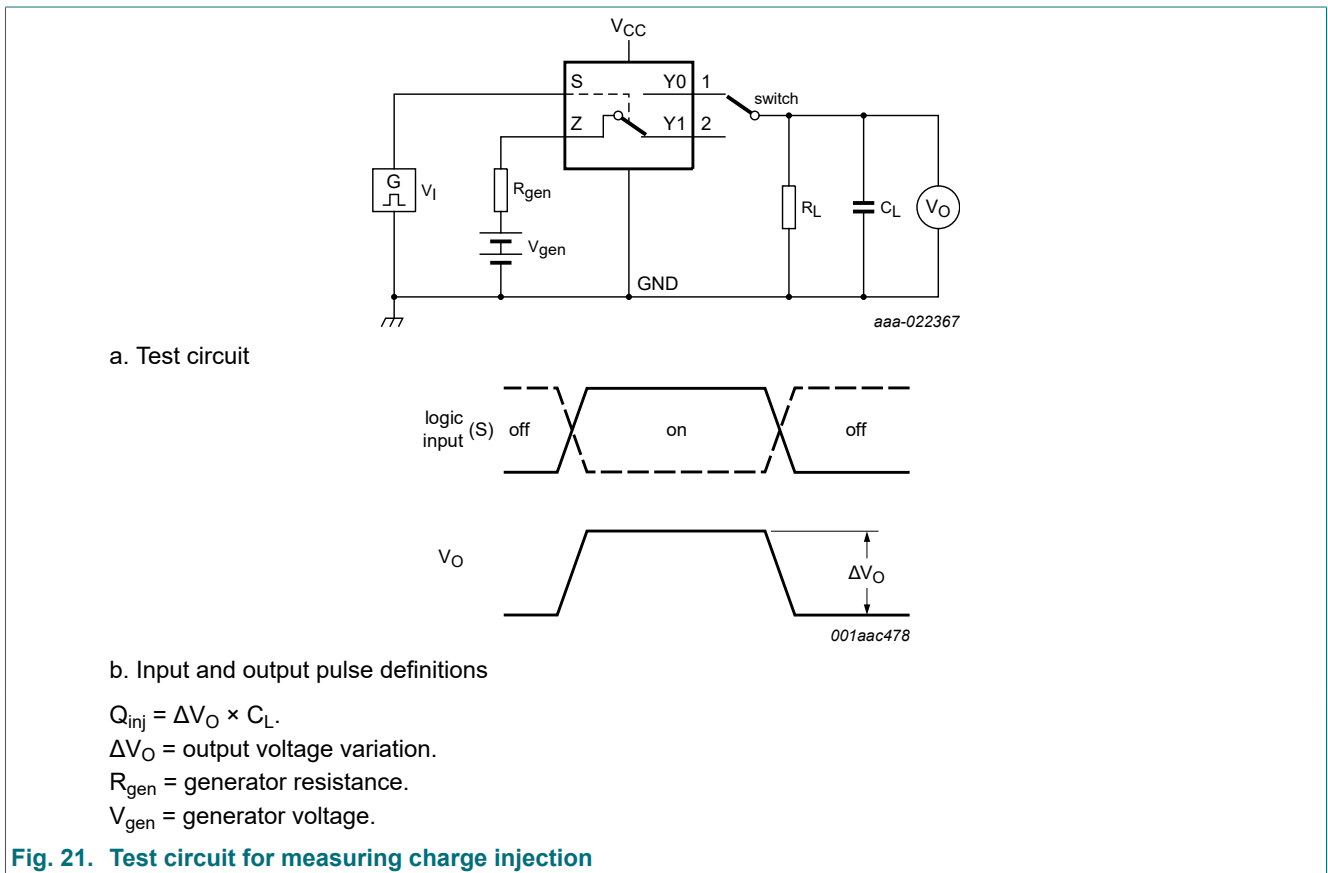 VCC
S Y0 1
switch
Z Y1 2
G VI
Rgen
RL CL VO
Vgen
GND
aaa-022367
a. Test circuit
logic input (S) off on off
VO
ΔVO
001aac478
b. Input and output pulse definitions
Qinj = ΔVO × CL.
ΔVO = output voltage variation.
Rgen = generator resistance.
Vgen = generator voltage.
Fig. 21. Test circuit for measuring charge injection